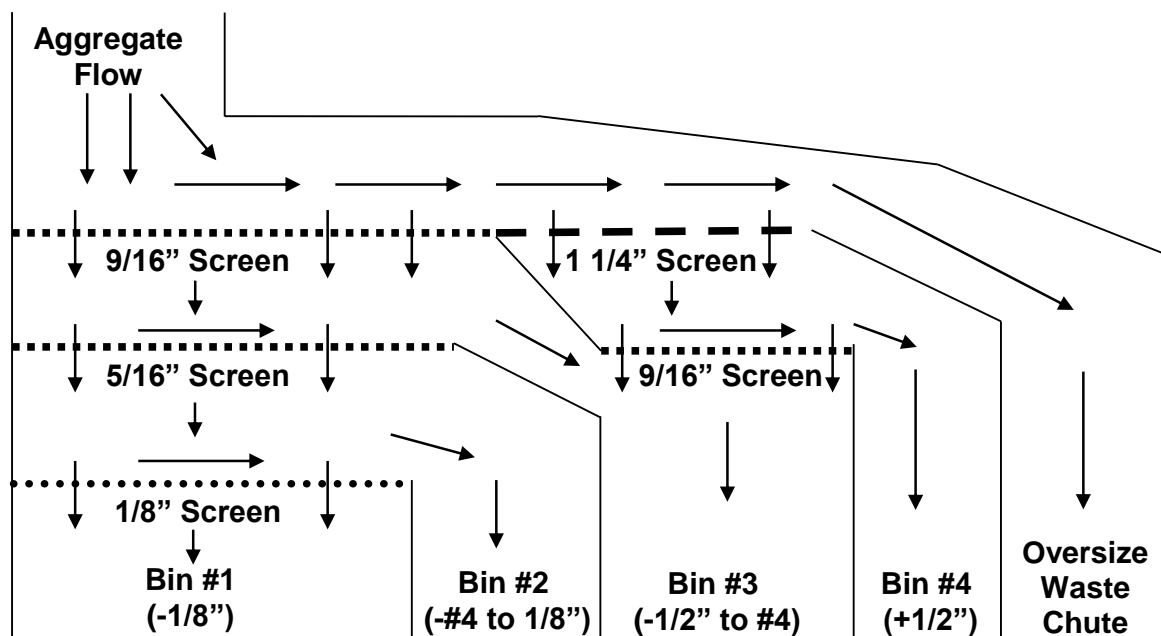 Aggregate
Flow
9/16” Screen
1 1/4” Screen
5/16” Screen
9/16” Screen
1/8” Screen
Bin #1
(-1/8”)
Bin #2
(-#4 to 1/8”)
Bin #3
(-1/2” to #4)
Bin #4
(+1/2”)
Oversize
Waste
Chute